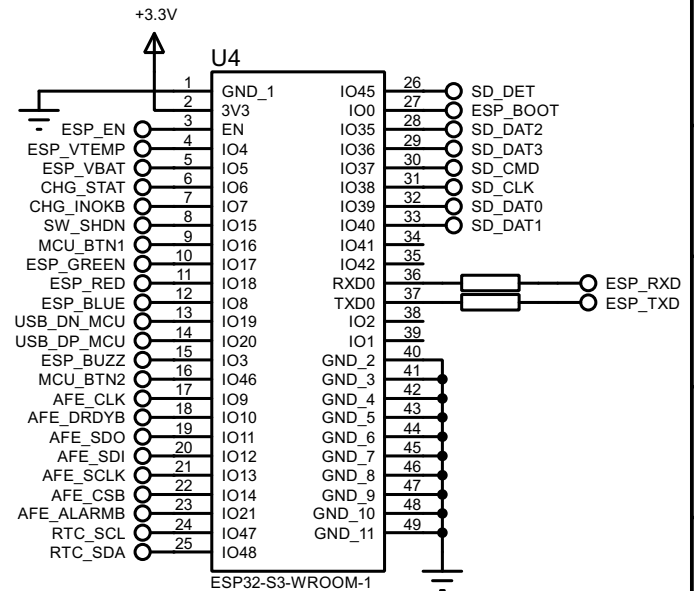 +3.3V
U4
1 GND_1 IO45 26 SD_DET
2 3V3 IO0 27 ESP_BOOT
ESP_EN 3 EN IO35 28 SD_DAT2
ESP_VTEMP 4 IO4 IO36 29 SD_DAT3
ESP_VBAT 5 IO5 IO37 30 SD_CMD
CHG_STAT 6 IO6 IO38 31 SD_CLK
CHG_INOKB 7 IO7 IO39 32 SD_DAT0
SW_SHDN 8 IO15 IO40 33 SD_DAT1
MCU_BTN1 9 IO16 IO41 34
ESP_GREEN 10 IO17 IO42 35
ESP_RED 11 IO18 RXD0 36 ESP_RXD
ESP_BLUE 12 IO8 TXD0 37 ESP_TXD
USB_DN_MCU 13 IO19 IO2 38
USB_DP_MCU 14 IO20 IO1 39
ESP_BUZZ 15 IO3 GND_2 40
MCU_BTN2 16 IO46 GND_3 41
AFE_CLK 17 IO9 GND_4 42
AFE_DRDYB 18 IO10 GND_5 43
AFE_SDO 19 IO11 GND_6 44
AFE_SDI 20 IO12 GND_7 45
AFE_SCLK 21 IO13 GND_8 46
AFE_CSB 22 IO14 GND_9 47
AFE_ALARMB 23 IO21 GND_10 48
RTC_SCL 24 IO47 GND_11 49
RTC_SDA 25 IO48
ESP32-S3-WROOM-1